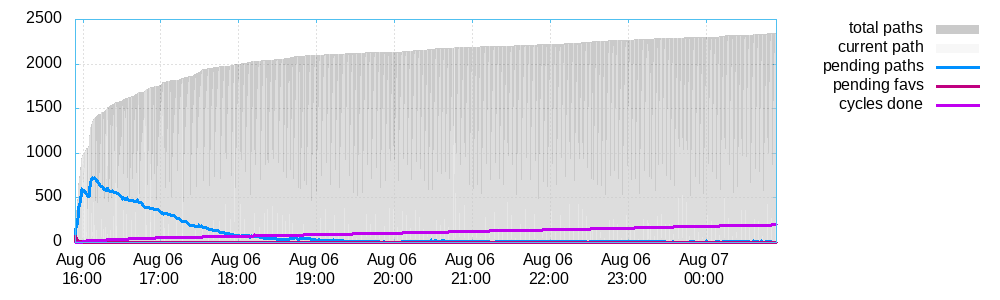 2500
2000
1500
1000
500
0
Aug 06 Aug 06 Aug 06 Aug 06 Aug 06 Aug 06 Aug 06 Aug 06 Aug 07
16:00 17:00 18:00 19:00 20:00 21:00 22:00 23:00 00:00
total paths
current path
pending paths
pending favs
cycles done